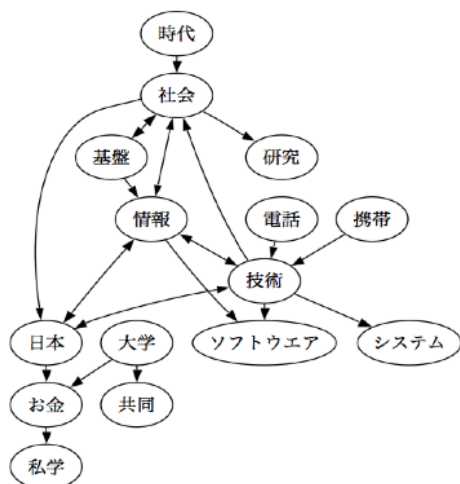 時代
社会
基盤
研究
情報
電話
携帯
技術
日本
大学
ソフトウエア
システム
お金
共同
私学